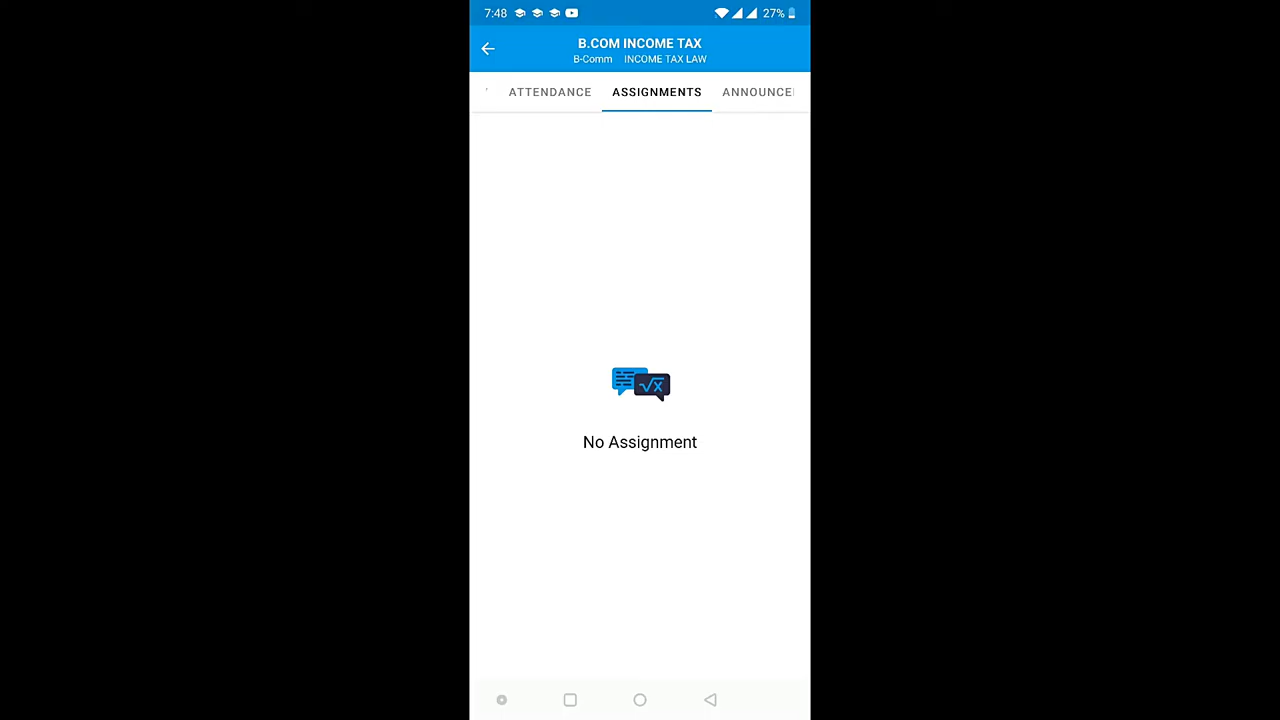 7:48 27%
B.COM INCOME TAX
B-Comm INCOME TAX LAW
ATTENDANCE ASSIGNMENTS ANNOUNCE
√x
No Assignment